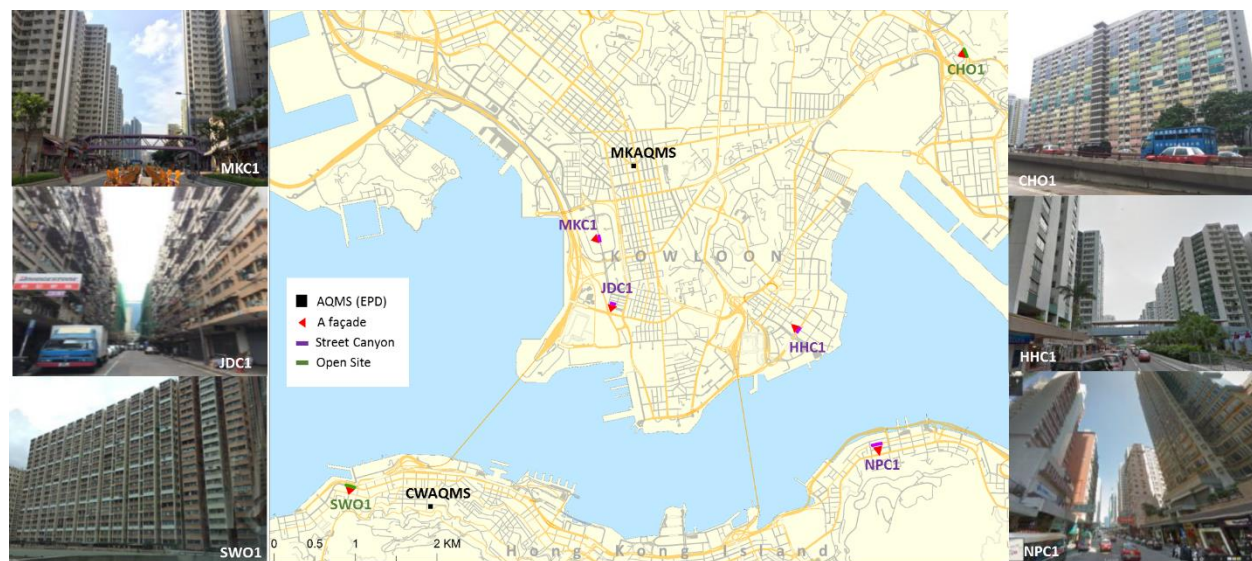 MKC1
JDC1
SWO1
MKAQMS
CHO1
MKC1
KOWLOON
JDC1
HHC1
NPC1
SWO1
CWAQMS
AQMS (EPD)
A façade
Street Canyon
Open Site
0 0.5 1 2 KM
Hong Kong Island
CHO1
HHC1
NPC1